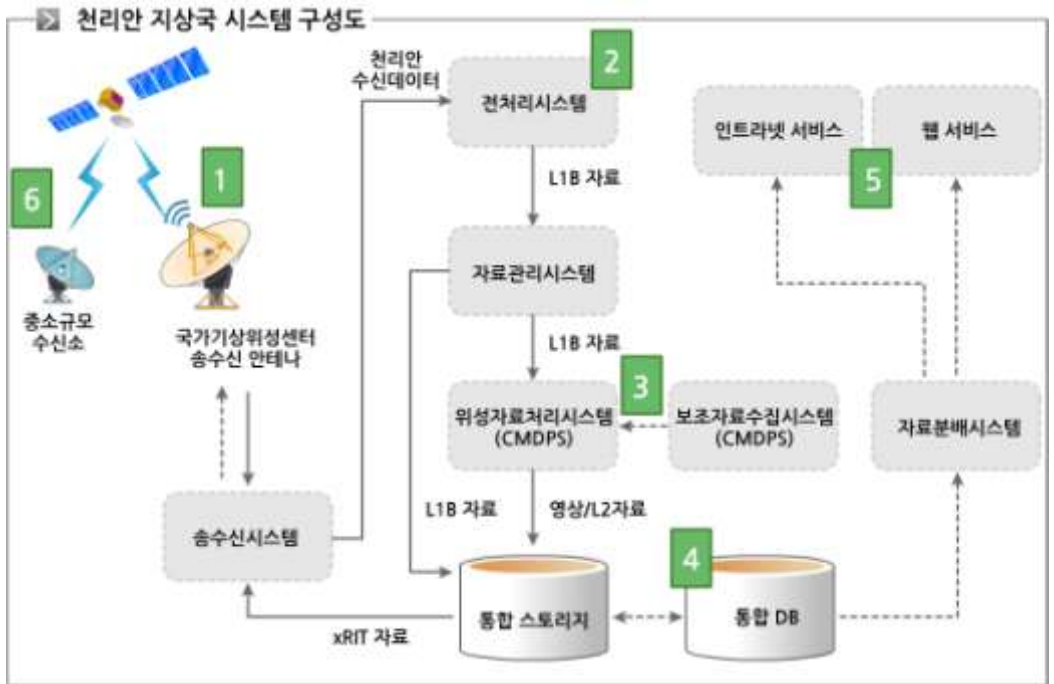 천리안 지상국 시스템 구성도
천리안
수신데이터
2
전처리시스템
인트라넷 서비스
웹 서비스
5
1
6
L1B 자료
중소규모
수신소
국가기상위성센터
송수신 안테나
자료관리시스템
L1B 자료
3
위성자료처리시스템
(CMDPS)
보조자료수집시스템
(CMDPS)
자료분배시스템
L1B 자료
영상/L2자료
송수신시스템
4
통합 스토리지
통합 DB
xRIT 자료